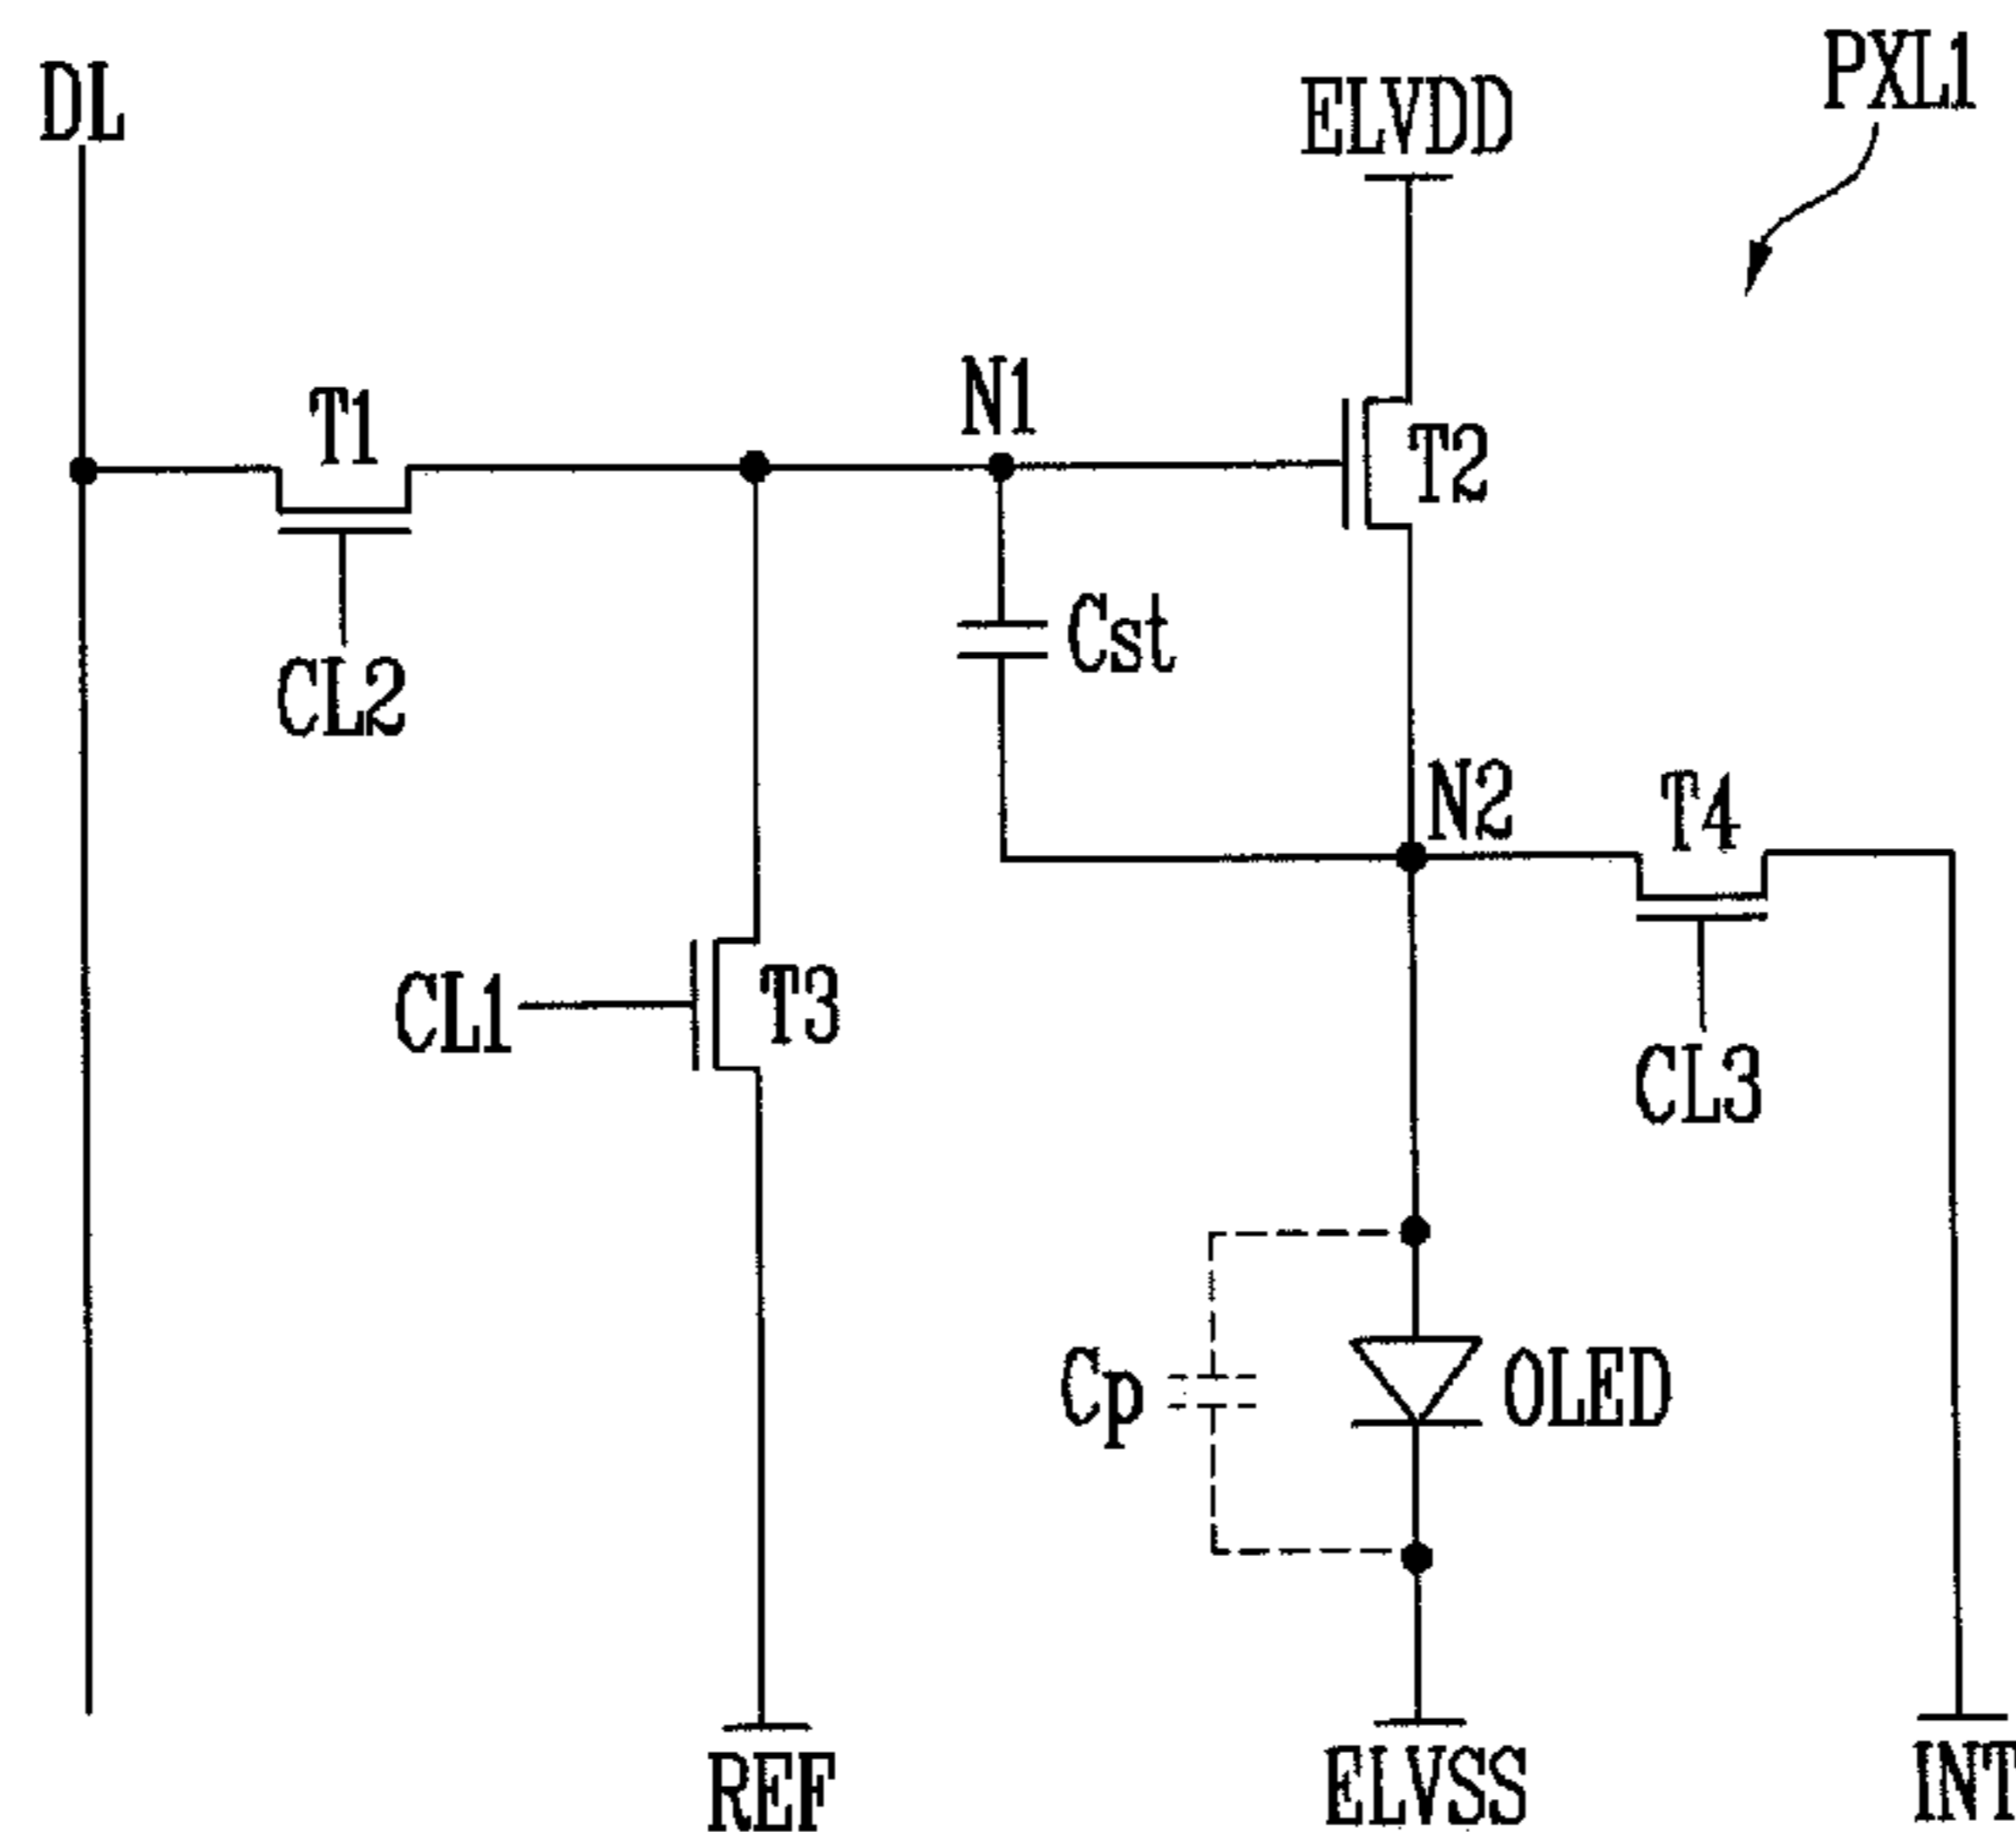 PXL1
DL
ELVDD
N1
T1
T2
Cst
CL2
N2
T4
CL1
T3
CL3
Cp
OLED
REF
ELVSS
INT